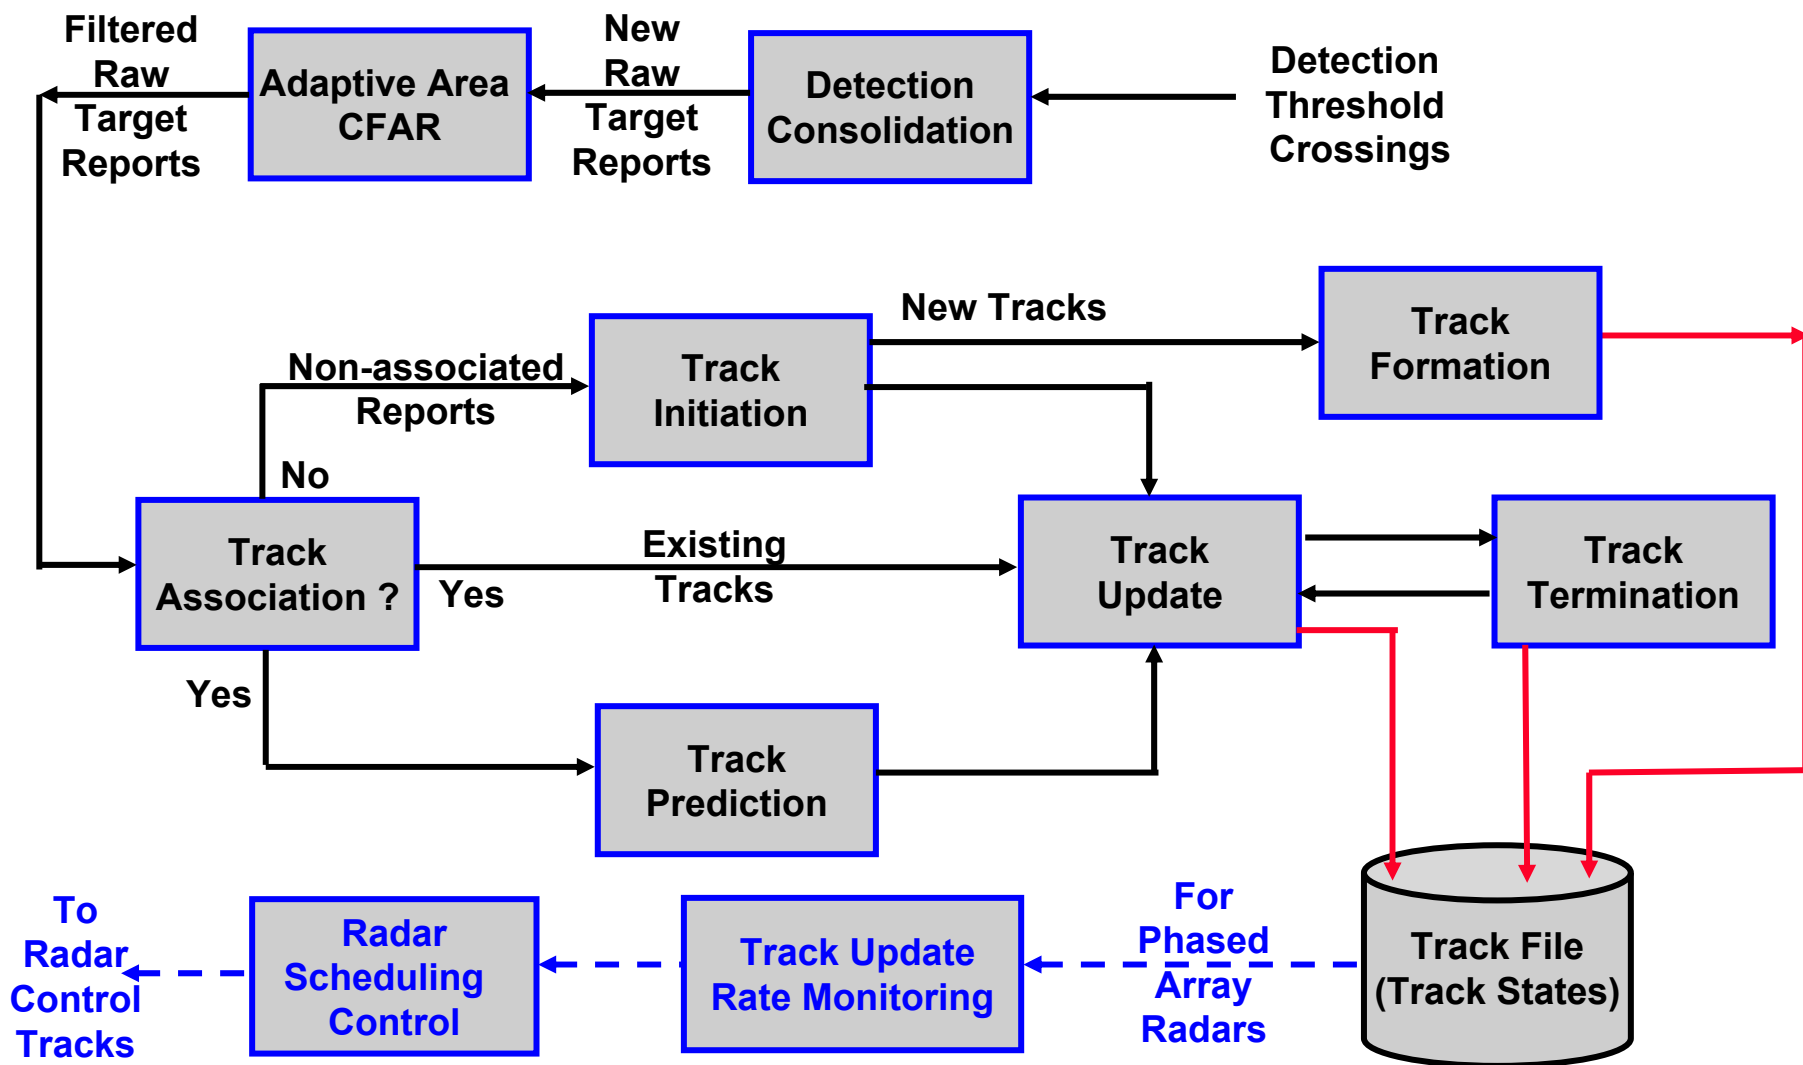 Filtered
Raw
Target
Reports
Adaptive Area
CFAR
New
Raw
Target
Reports
Detection
Consolidation
Detection
Threshold
Crossings
New Tracks
Track
Formation
Non-associated
Reports
Track
Initiation
No
Track
Association ?
Yes
Existing
Tracks
Track
Update
Track
Termination
Yes
Track
Prediction
To
Radar
Control
Tracks
Radar
Scheduling
Control
Track Update
Rate Monitoring
For
Phased
Array
Radars
Track File
(Track States)